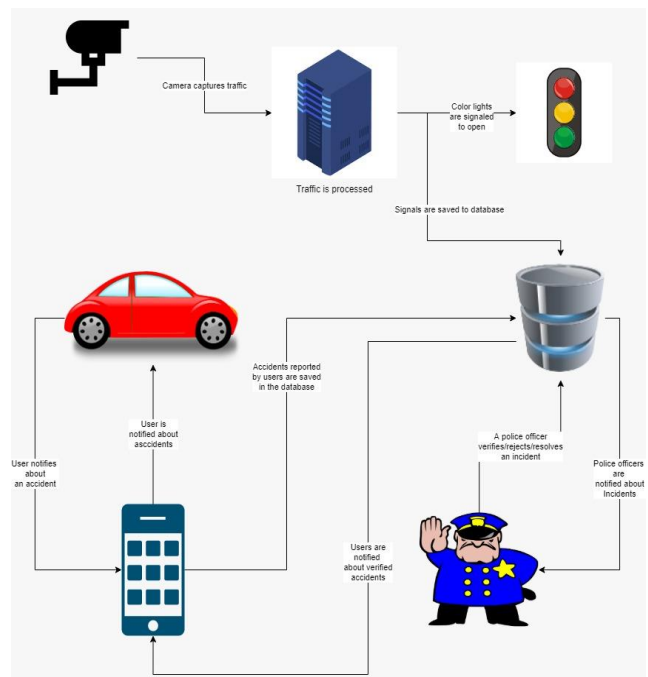 Camera captures traffic
Color lights
are signaled
to open
Traffic is processed
Signals are saved to database
Accidents reported
by users are saved
in the database
User is
notified about
asccidents
A police officer
verifies/rejects/resolves
an incident
User notifies
about
an accident
Police officers
are
notified about
Incidents
Users are
notified
about verified
accidents